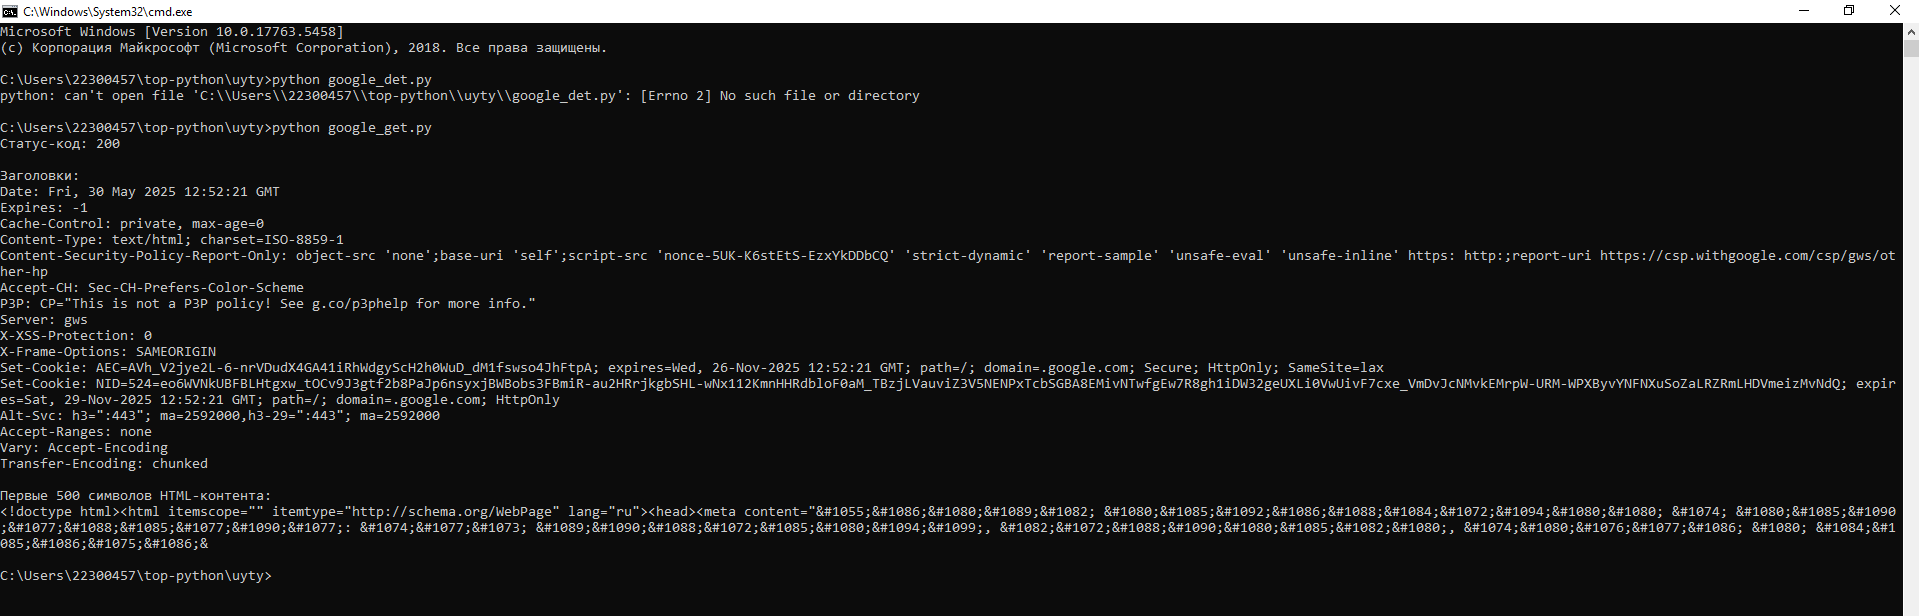 C:\Windows\System32\cmd.exe
Microsoft Windows [Version 10.0.17763.5458]
(c) Корпорация Майкрософт (Microsoft Corporation), 2018. Все права защищены.
C:\Users\22300457\top-python\uyty>python google_det.py
python: can't open file 'C:\\Users\\22300457\\top-python\\uyty\\google_det.py': [Errno 2] No such file or directory
C:\Users\22300457\top-python\uyty>python google_get.py
Статус-код: 200
Заголовки:
Date: Fri, 30 May 2025 12:52:21 GMT
Expires: -1
Cache-Control: private, max-age=0
Content-Type: text/html; charset=ISO-8859-1
Content-Security-Policy-Report-Only: object-src 'none';base-uri 'self';script-src 'nonce-5UK-K6stEtS-EzxYkDDbCQ' 'strict-dynamic' 'report-sample' 'unsafe-eval' 'unsafe-inline' https: http:;report-uri https://csp.withgoogle.com/csp/gws/ot
her-hp
Accept-CH: Sec-CH-Prefers-Color-Scheme
P3P: CP="This is not a P3P policy! See g.co/p3phelp for more info."
Server: gws
X-XSS-Protection: 0
X-Frame-Options: SAMEORIGIN
Set-Cookie: AEC=AVh_V2jye2L-6-nrVDudX4GA41iRhWdgyScH2h0WuD_dM1fswso4JhFtpA; expires=Wed, 26-Nov-2025 12:52:21 GMT; path=/; domain=.google.com; Secure; HttpOnly; SameSite=lax
Set-Cookie: NID=524=eo6WVNkUBFBLHtgxw_tOCv9J3gtf2b8PaJp6nsyxjBWBobs3FBmiR-au2HRrjkgbSHL-wNx112KmnHHRdbloF0aM_TBzjLVauviZ3V5NENPxTcbSGBA8EMivNTwfgEw7R8gh1iDW32geUXLi0VwUivF7cxe_VmDvJcNMvkEMrpW-URM-WPXByvYNFNXuSoZaLRZRmLHDVmeizMvNdQ; expir
es=Sat, 29-Nov-2025 12:52:21 GMT; path=/; domain=.google.com; HttpOnly
Alt-Svc: h3=":443"; ma=2592000,h3-29=":443"; ma=2592000
Accept-Ranges: none
Vary: Accept-Encoding
Transfer-Encoding: chunked
Первые 500 символов HTML-контента:
<!doctype html><html itemscope="" itemtype="http://schema.org/WebPage" lang="ru"><head><meta content="&#1055;&#1086;&#1080;&#1089;&#1082; &#1080;&#1085;&#1092;&#1086;&#1088;&#1084;&#1072;&#1094;&#1080;&#1080; &#1074; &#1080;&#1085;&#1090
;&#1077;&#1088;&#1085;&#1077;&#1090;&#1077;: &#1074;&#1077;&#1073; &#1089;&#1090;&#1088;&#1072;&#1085;&#1080;&#1094;&#1099;, &#1082;&#1072;&#1088;&#1090;&#1080;&#1085;&#1082;&#1080;, &#1074;&#1080;&#1076;&#1077;&#1086; &#1080; &#1084;&#1
085;&#1086;&#1075;&#1086;&
C:\Users\22300457\top-python\uyty>